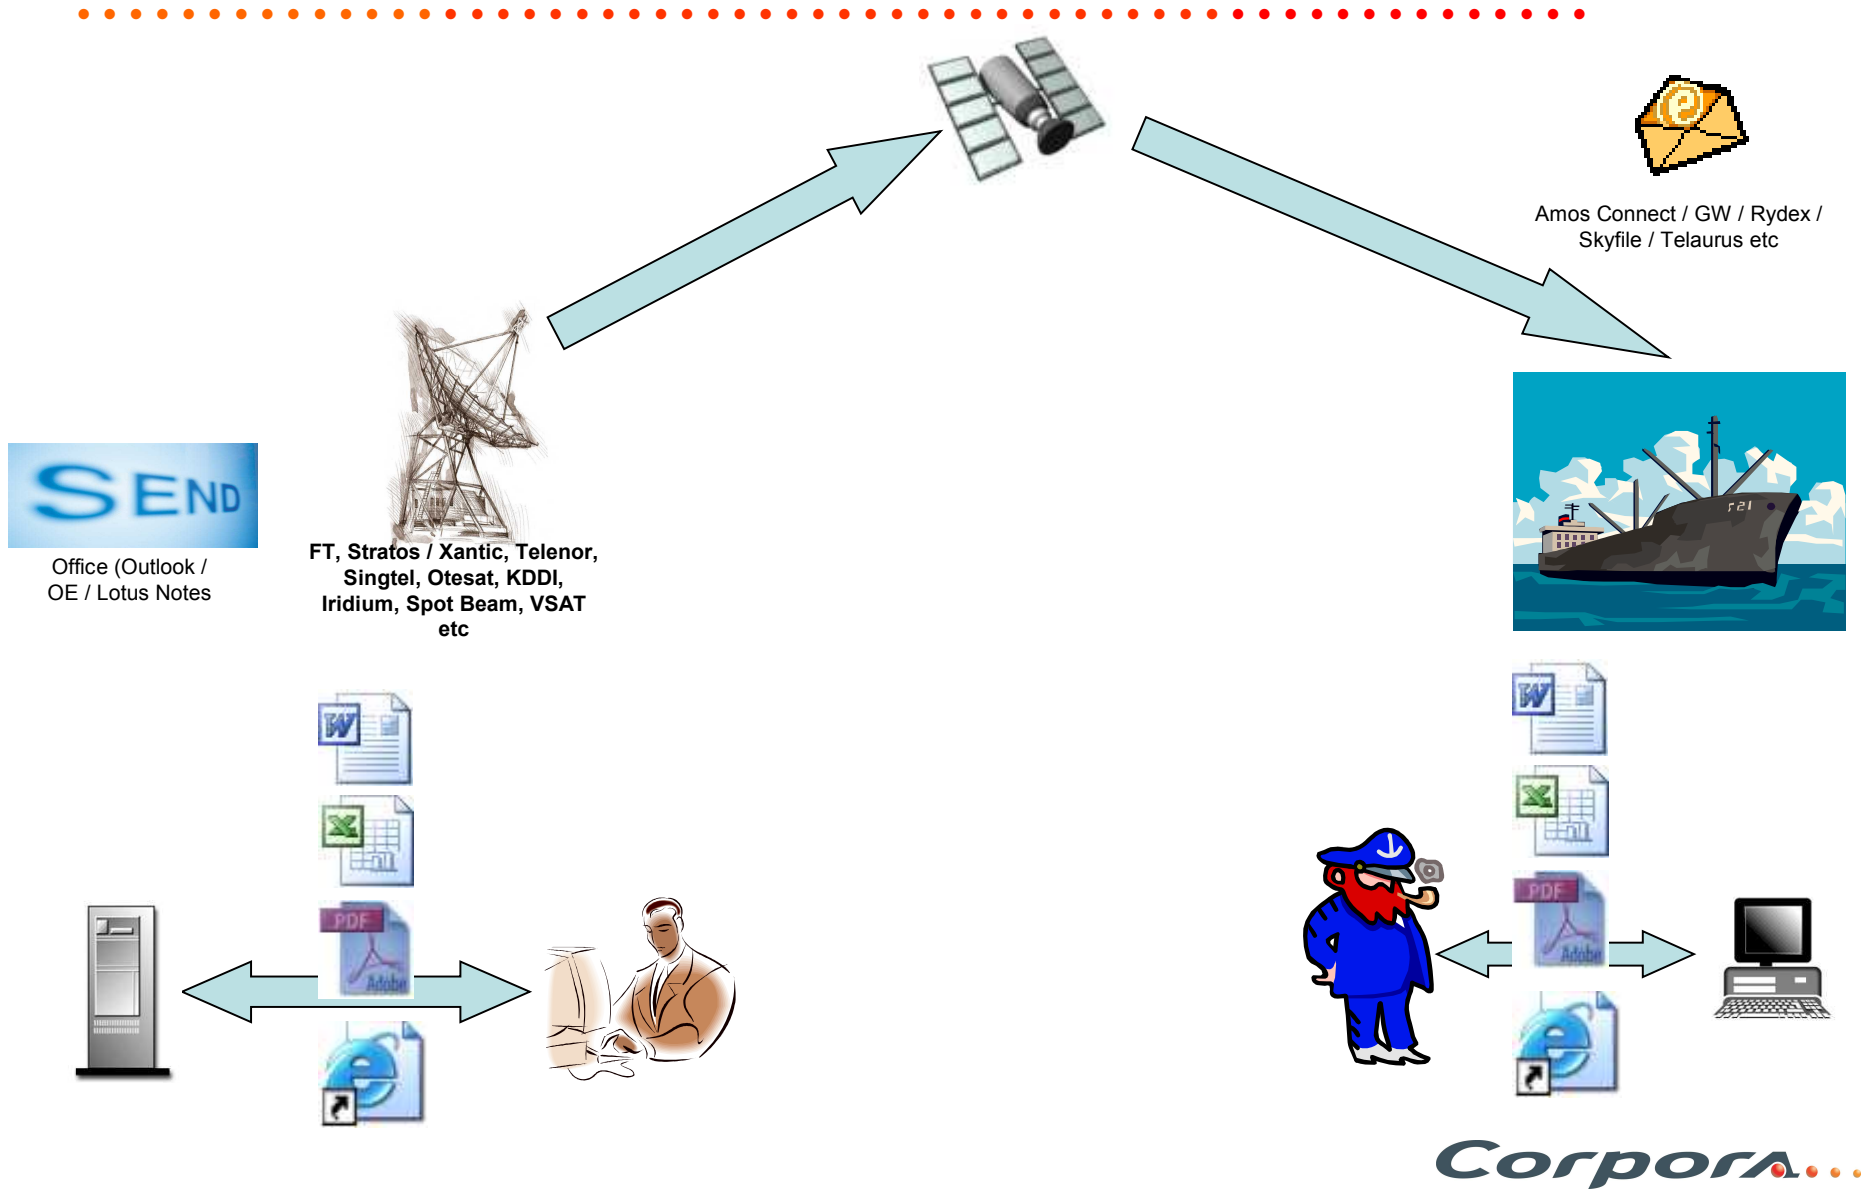 Amos Connect / GW / Rydex /
Skyfile / Telaurus etc
SEND
Office (Outlook /
OE / Lotus Notes
FT, Stratos / Xantic, Telenor,
Singtel, Otesat, KDDI,
Iridium, Spot Beam, VSAT
etc
W
W
X
X
PDF
Adobe
PDF
Adobe
Corpora